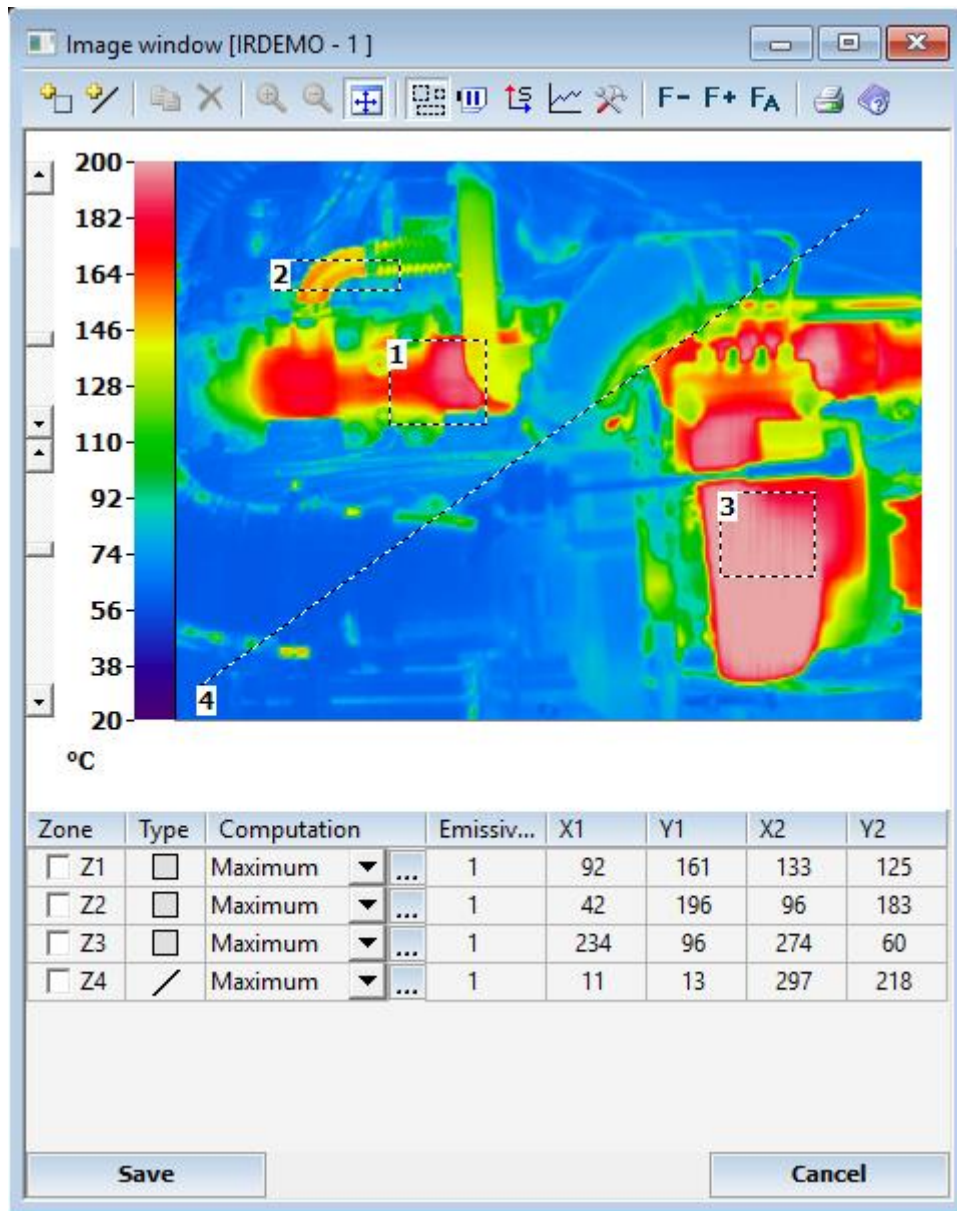 Image window [IRDEMO - 1 ]
F- F+ FA
200
182
164
146
128
110
92
74
56
38
20
ºC
2
1
3
4
Zone Type Computation Emissiv... X1 Y1 X2 Y2
Z1 Maximum ... 1 92 161 133 125
Z2 Maximum ... 1 42 196 96 183
Z3 Maximum ... 1 234 96 274 60
Z4 Maximum ... 1 11 13 297 218
Save Cancel